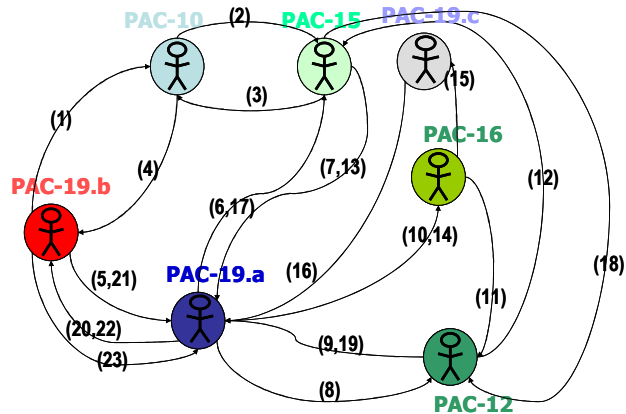 PAC-10
(2)
PAC-15
PAC-19.c
(15)
(3)
(1)
PAC-16
(4)
(7,13)
(12)
PAC-19.b
(6,17)
(10,14)
(16)
(18)
PAC-19.a
(5,21)
(11)
(20,22)
(9,19)
(23)
(8)
PAC-12